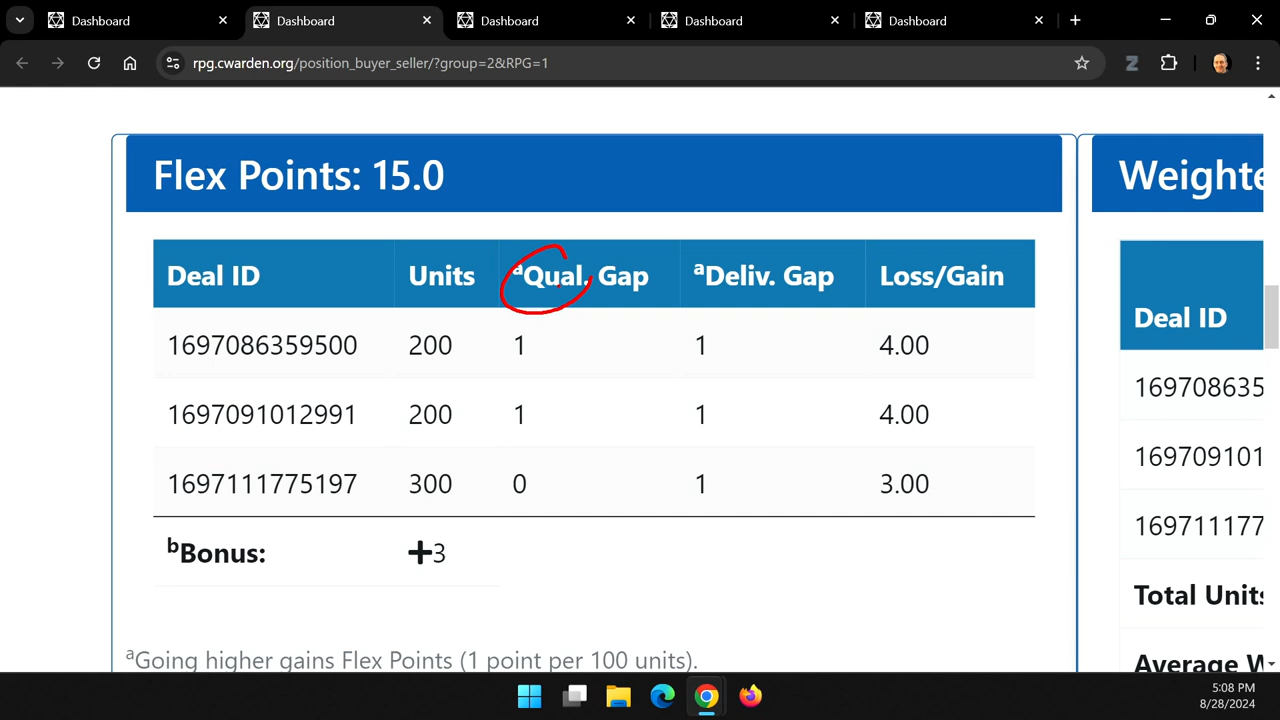 Dashboard
Dashboard
Dashboard
Dashboard
Dashboard
rpg.cwarden.org/position_buyer_seller/?group=2&RPG=1
Flex Points: 15.0
Deal ID Units aQual. Gap aDeliv. Gap Loss/Gain
1697086359500 200 1 1 4.00
1697091012991 200 1 1 4.00
1697111775197 300 0 1 3.00
bBonus: +3
aGoing higher gains Flex Points (1 point per 100 units).
Weighte
Deal ID
169708635
169709101
169711177
Total Units
Average W
5:08 PM
8/28/2024